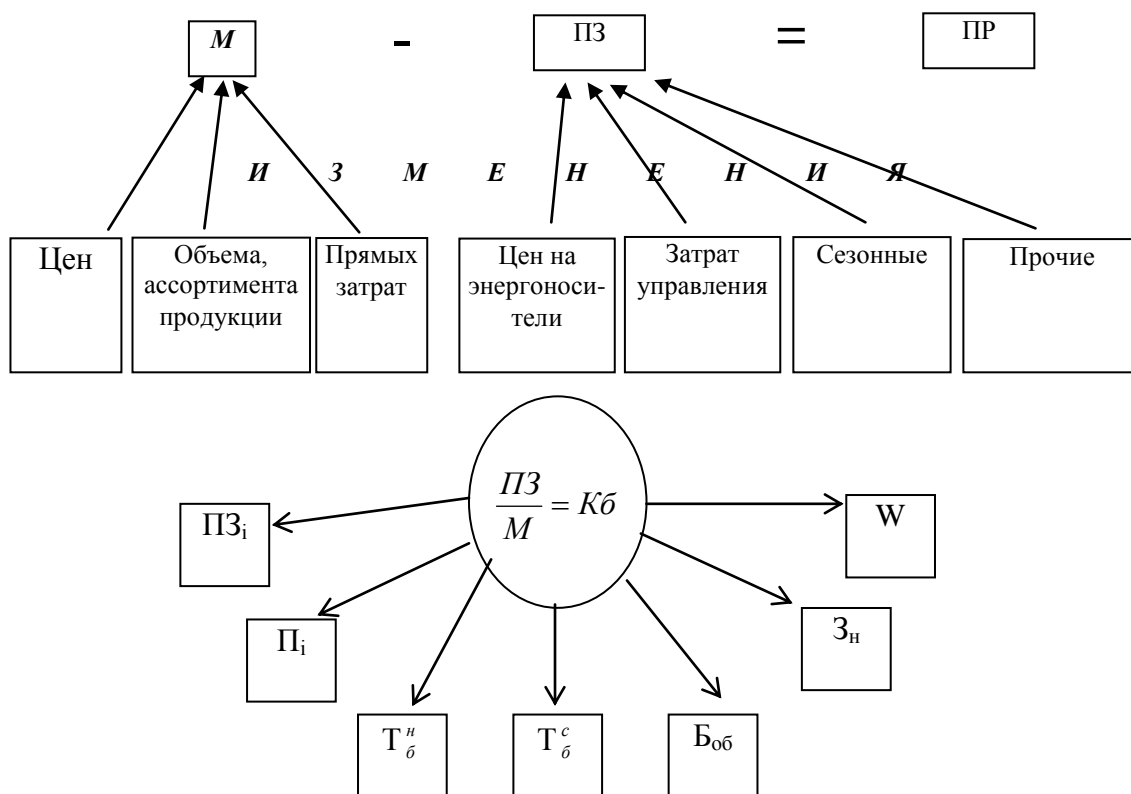 М - ПЗ = ПР
И З М Е Н Е Н И Я
Цен
Объема,
ассортимента
продукции
Прямых
затрат
Цен на
энергоноси-
тели
Затрат
управления
Сезонные
Прочие
ПЗ/М = Кб
ПЗi
W
Пi
Зн
Тбн
Тбс
Боб